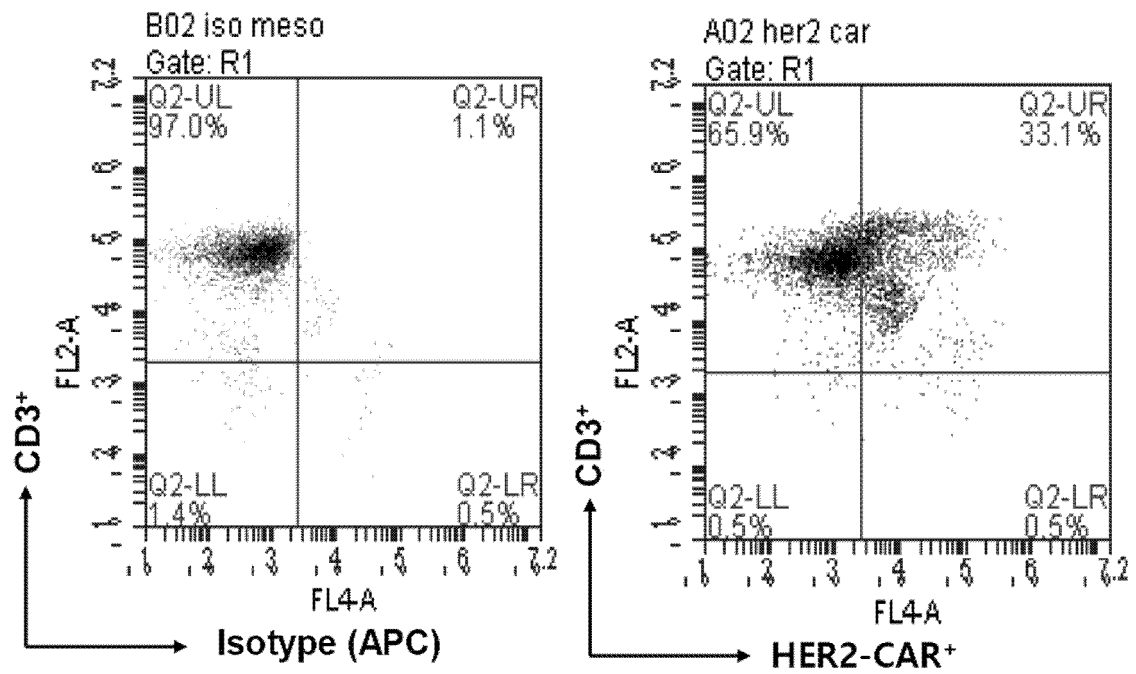 B02 iso meso
Gate: R1
Q2-UL
97.0%
Q2-UR
1.1%
Q2-LL
1.4%
Q2-LR
0.5%
FL2-A
CD3+
FL4-A
Isotype (APC)
A02 her2 car
Gate: R1
Q2-UL
65.9%
Q2-UR
33.1%
Q2-LL
0.5%
Q2-LR
0.5%
FL2-A
CD3+
FL4-A
HER2-CAR+